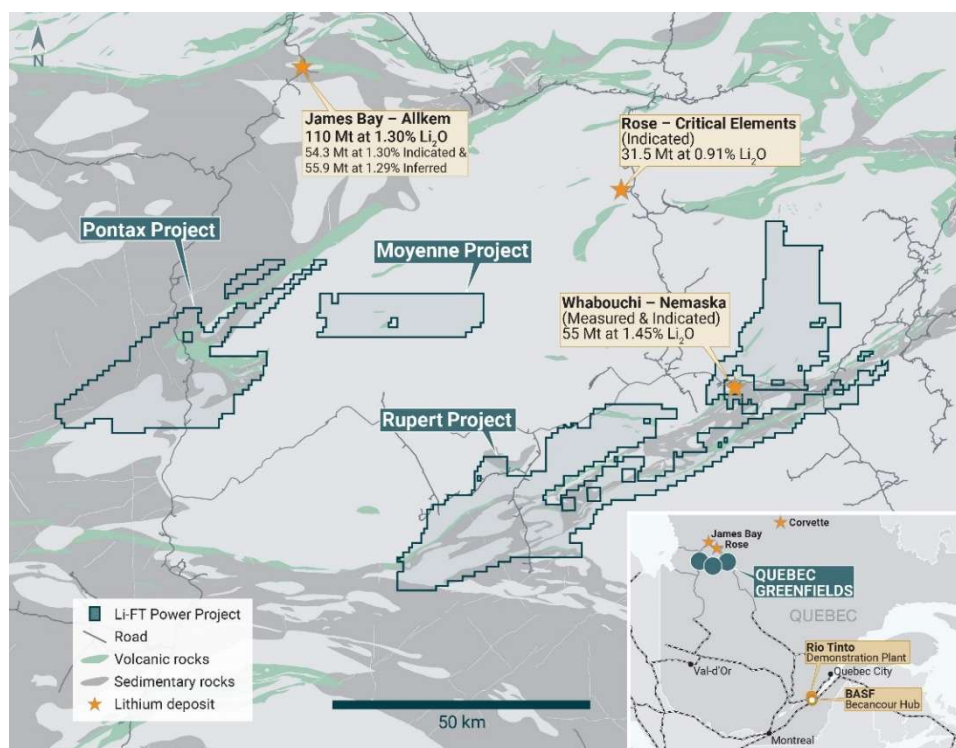 N
James Bay – Allkem
110 Mt at 1.30% Li₂O
54.3 Mt at 1.30% Indicated &
55.9 Mt at 1.29% Inferred
Rose – Critical Elements
(Indicated)
31.5 Mt at 0.91% Li₂O
Pontax Project
Moyenne Project
Whabouchi – Nemaska
(Measured & Indicated)
55 Mt at 1.45% Li₂O
Rupert Project
Li-FT Power Project
Road
Volcanic rocks
Sedimentary rocks
Lithium deposit
50 km
Corvette
James Bay
Rose
QUEBEC
GREENFIELDS
QUEBEC
Rio Tinto
Demonstration Plant
Val-d'Or
Quebec City
BASF
Becancour Hub
Montreal